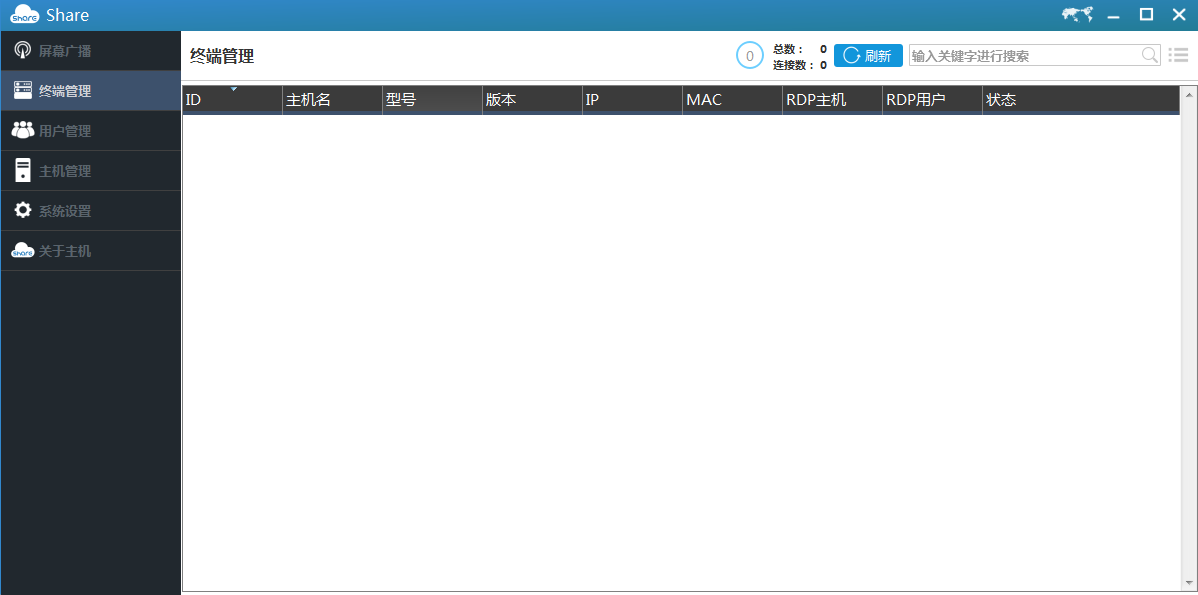 share Share
屏幕广播
终端管理
用户管理
主机管理
系统设置
share 关于主机
终端管理
0
总数： 0
连接数： 0
刷新
输入关键字进行搜索
ID 主机名 型号 版本 IP MAC RDP主机 RDP用户 状态